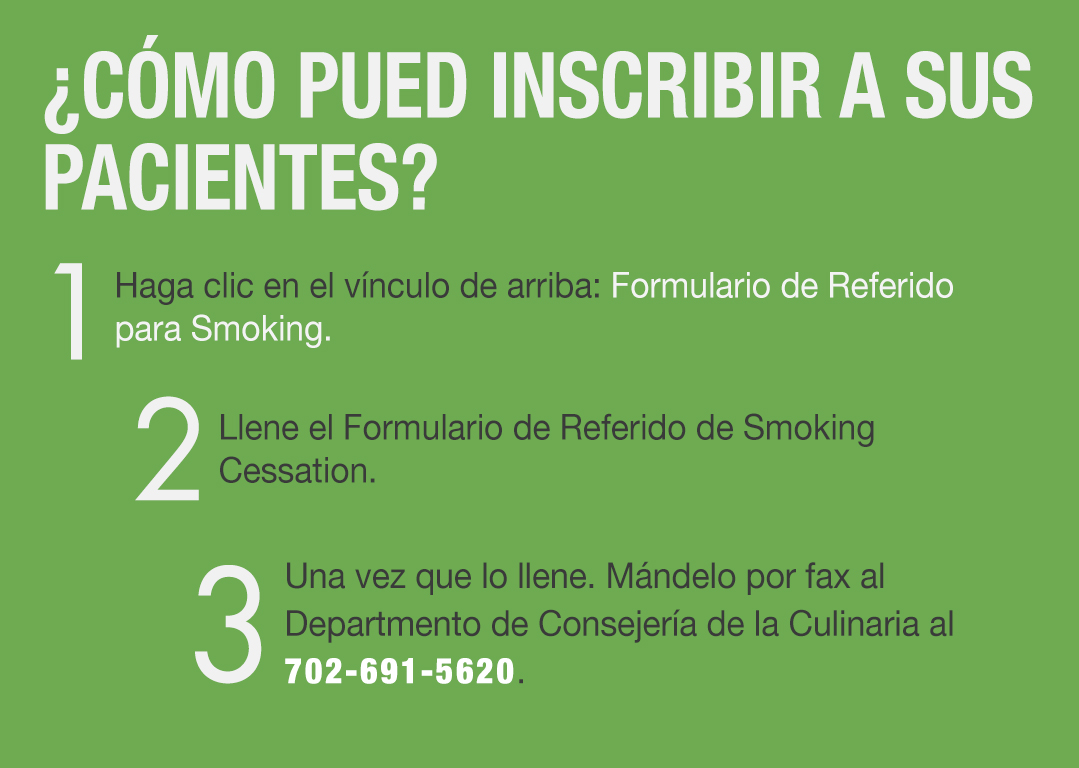 ¿CÓMO PUED INSCRIBIR A SUS
PACIENTES?
1 Haga clic en el vínculo de arriba: Formulario de Referido
para Smoking.
2 Llene el Formulario de Referido de Smoking
Cessation.
3 Una vez que lo llene. Mándelo por fax al
Departmento de Consejería de la Culinaria al
702-691-5620.